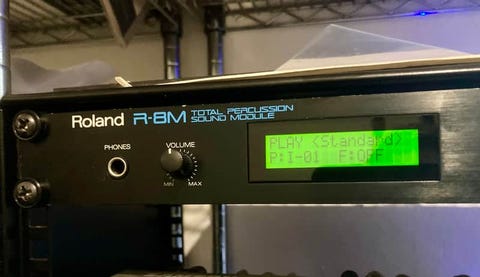 Roland R-8M TOTAL PERCUSSION
SOUND MODULE
PHONES
VOLUME
MIN MAX
PLAY <Standard>
P:I-01 F:OFF